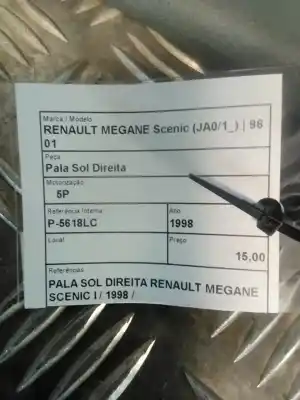 Marca / Modelo
RENAULT MEGANE Scenic (JA0/1_) | 96
01
Peça
Pala Sol Direita
Motorização
5P
Referência Interna
Ano
P-5618LC
1998
Local
Preço
15,00
Referências
PALA SOL DIREITA RENAULT MEGANE
SCENIC I / 1998 /